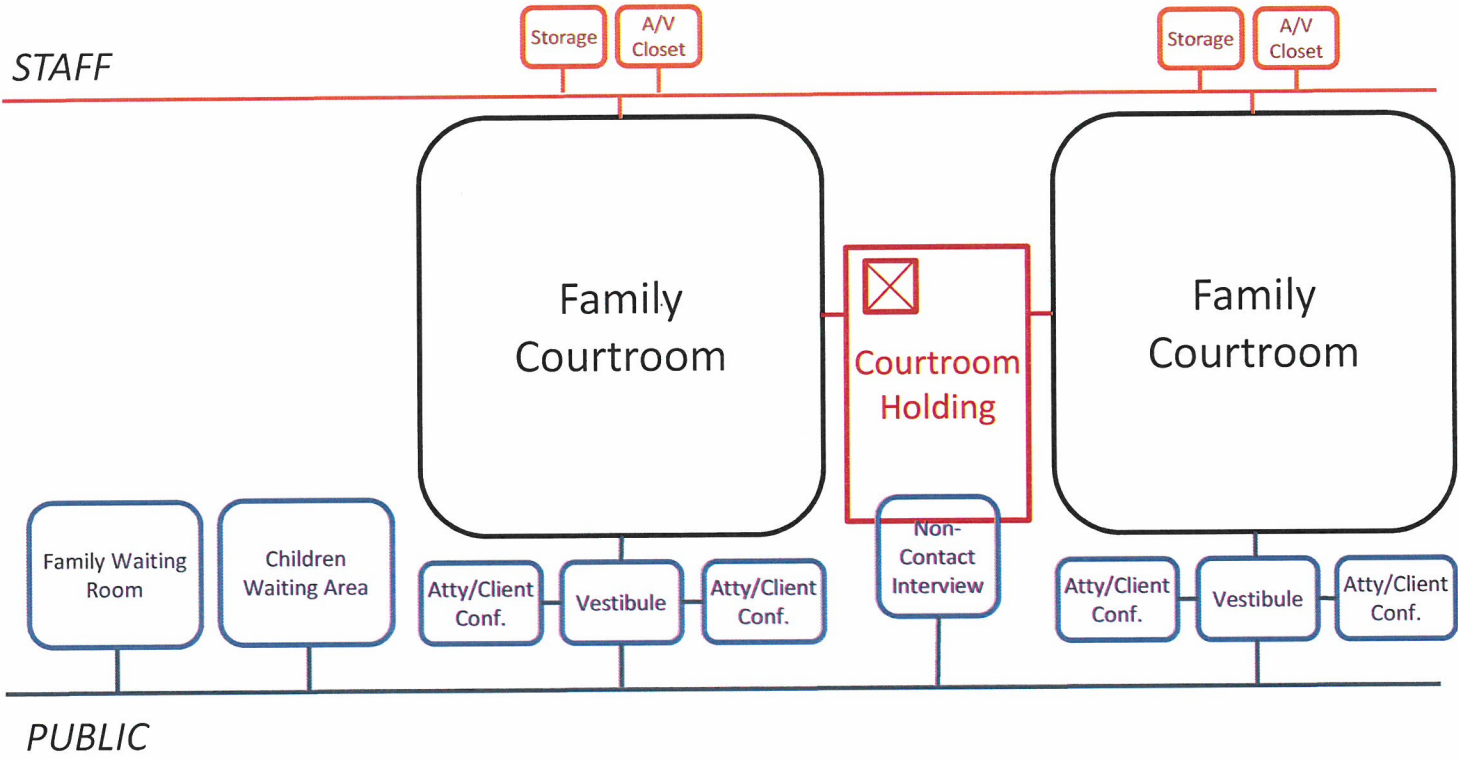 STAFF
Storage
A/V
Closet
Storage
A/V
Closet
Family
Courtroom
Courtroom
Holding
Family
Courtroom
Family Waiting
Room
Children
Waiting Area
Atty/Client
Conf.
Vestibule
Atty/Client
Conf.
Non-
Contact
Interview
Atty/Client
Conf.
Vestibule
Atty/Client
Conf.
PUBLIC